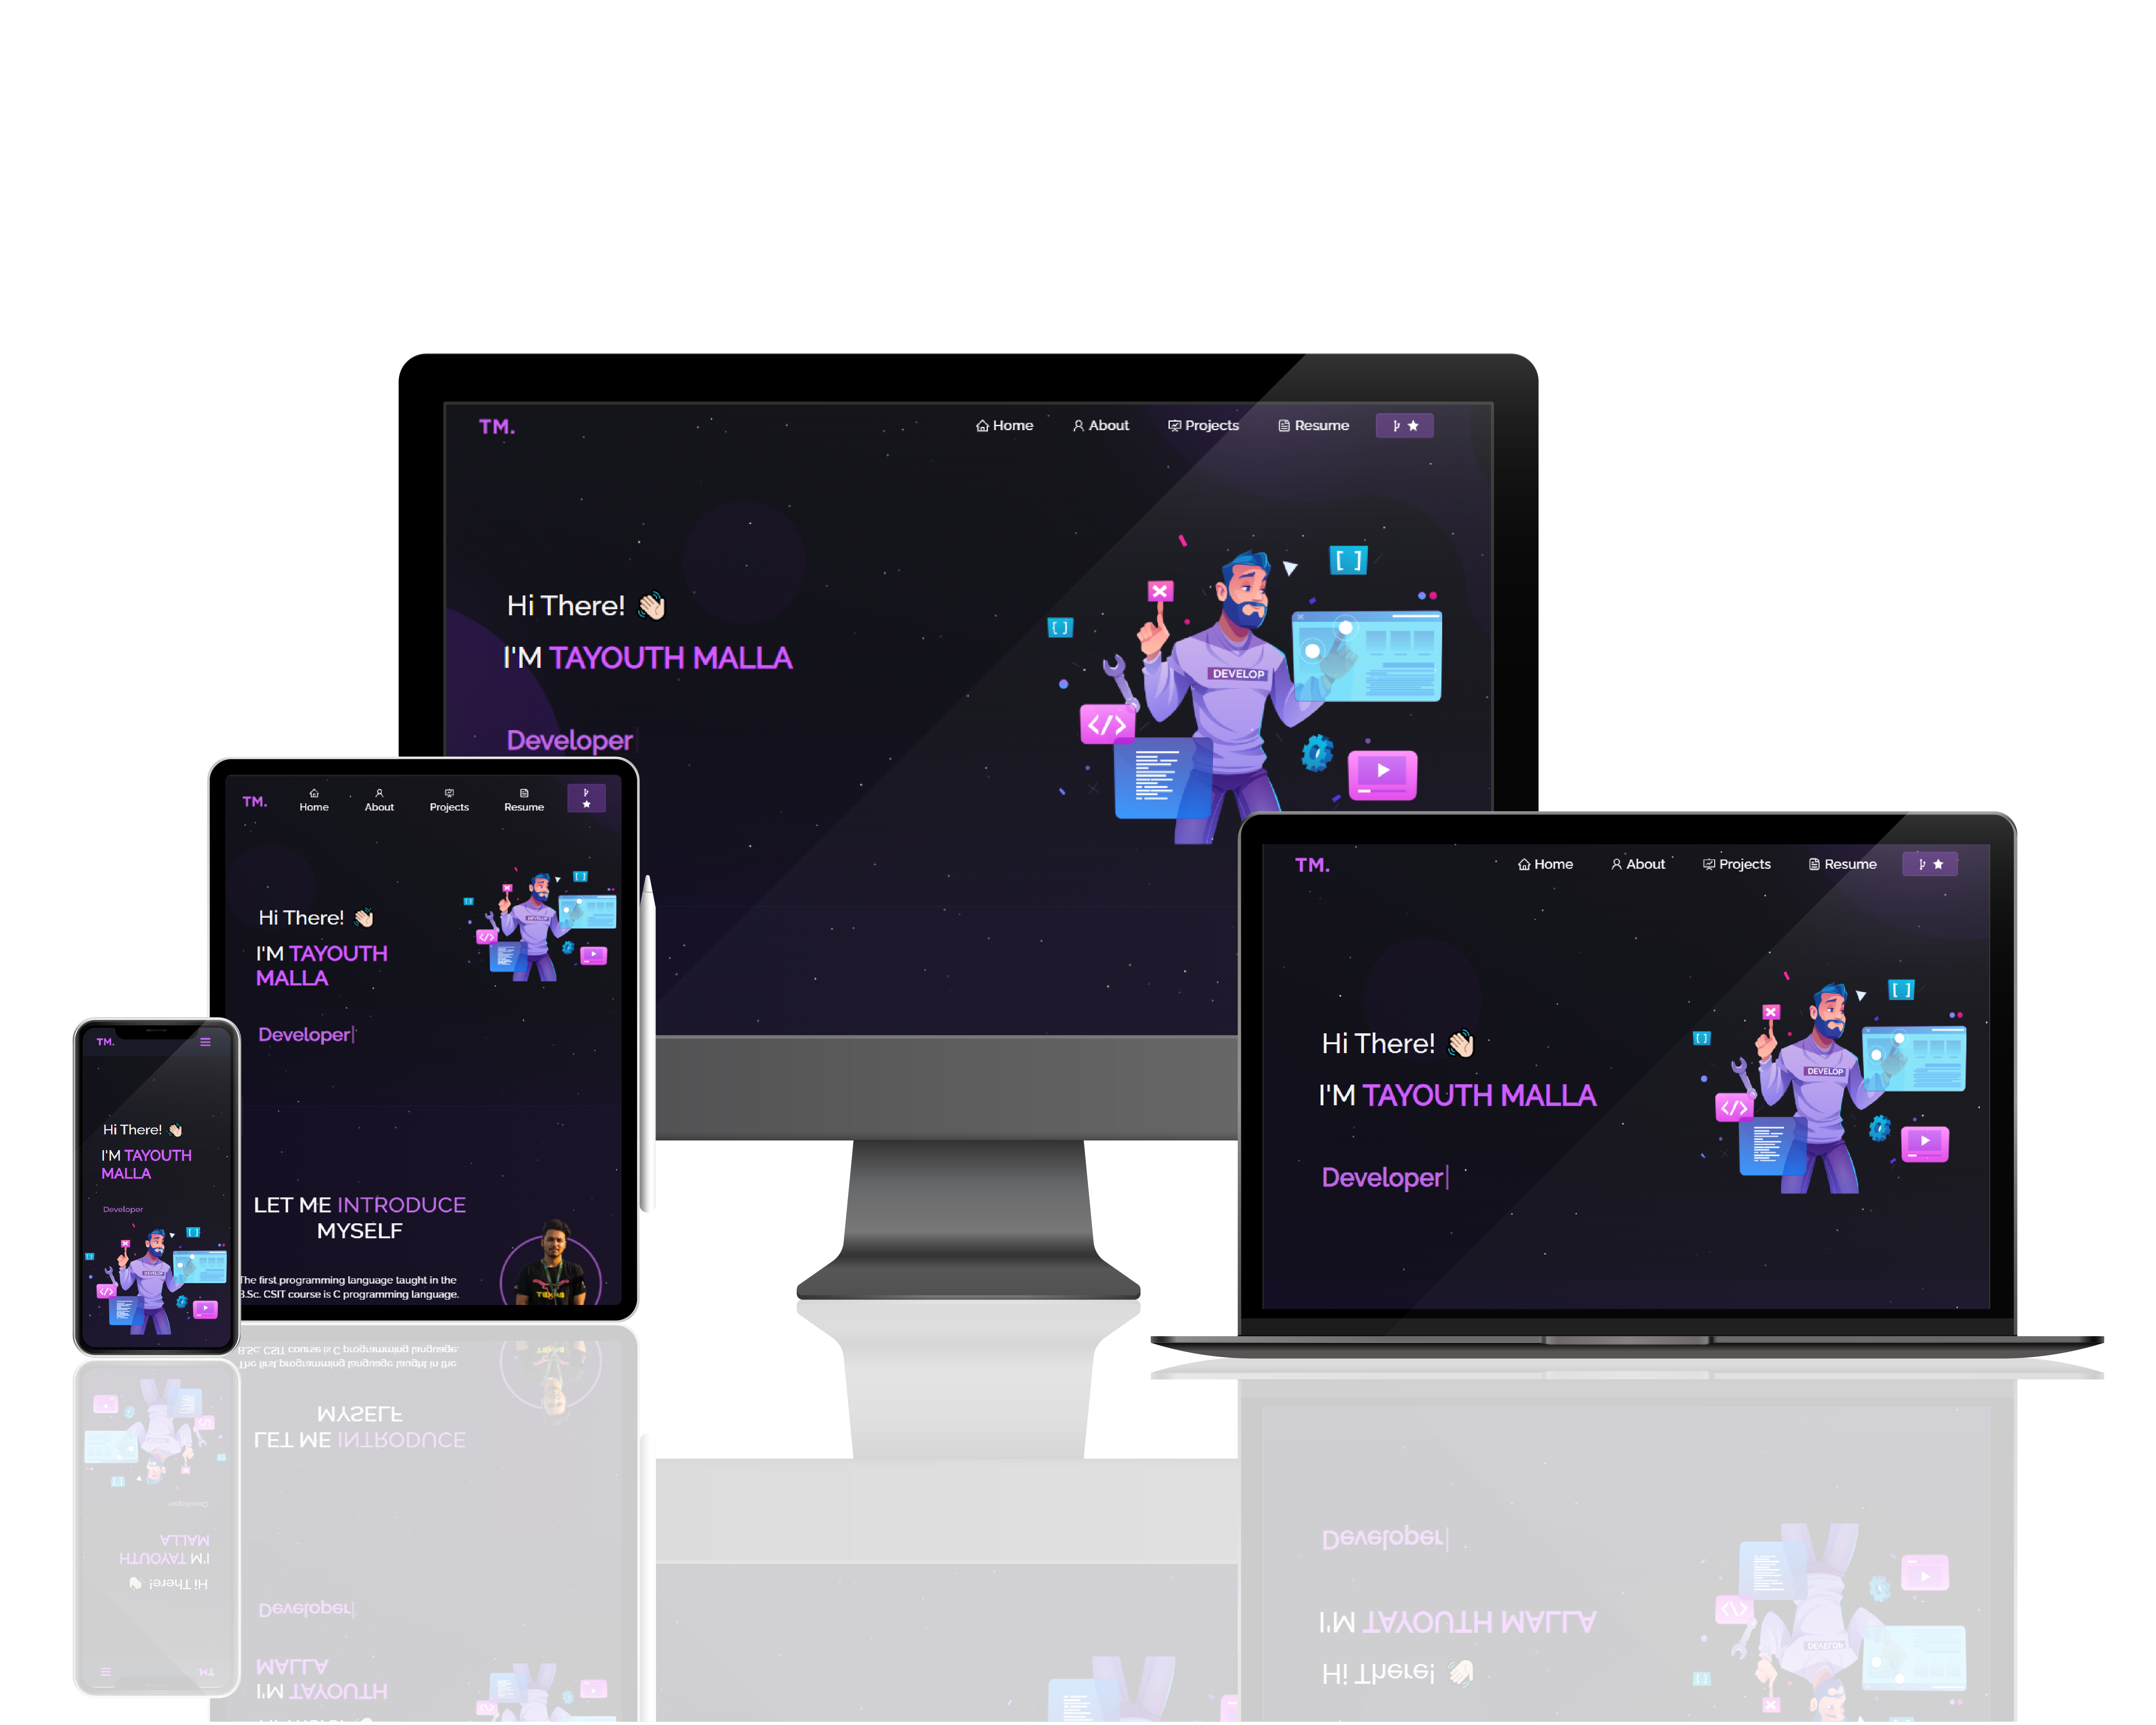 TM.
Home
About
Projects
Resume
Hi There! 👋🏻
I'M TAYOUTH MALLA
Developer
DEVELOP
[ ]
[ ]
</>
TM.
Home
About
Projects
Resume
Hi There! 👋🏻
I'M TAYOUTH
MALLA
Developer|
DEVELOP
[ ]
[ ]
</>
LET ME INTRODUCE
MYSELF
The first programming language taught in the
B.Sc. CSIT course is C programming language.
TM.
Hi There! 👋🏻
I'M TAYOUTH
MALLA
Developer
[ ]
[ ]
</>
TM.
Home
About
Projects
Resume
Hi There! 👋🏻
I'M TAYOUTH MALLA
Developer|
DEVELOP
[ ]
[ ]
</>